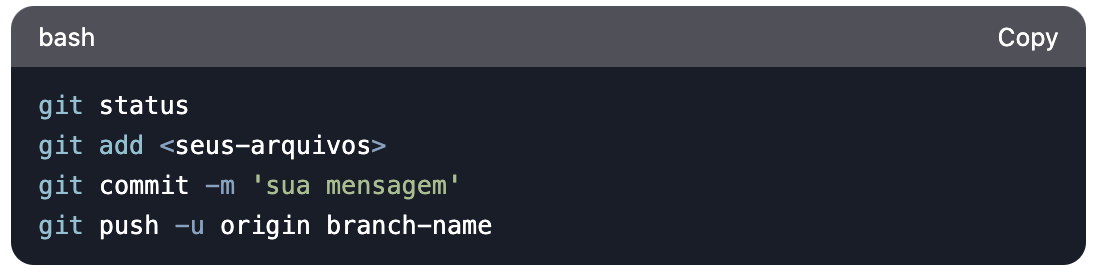 bash
Copy
git status
git add <seus-arquivos>
git commit -m 'sua mensagem'
git push -u origin branch-name